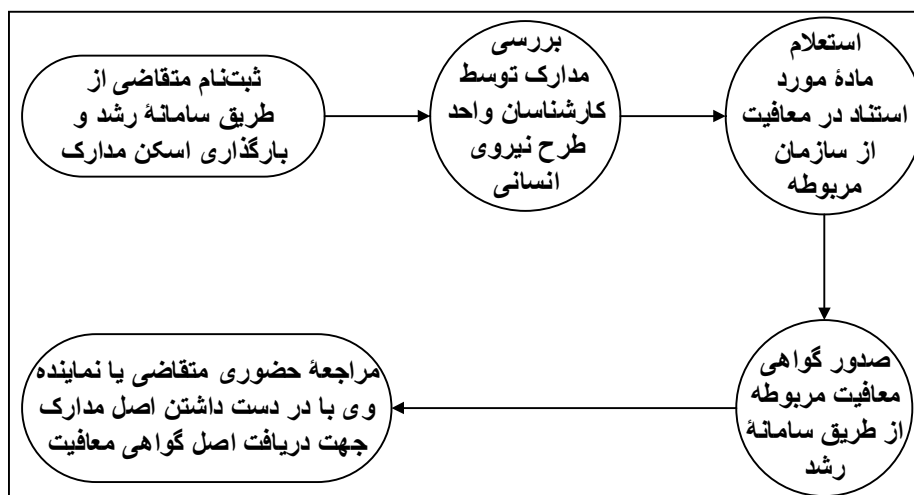 ثبت‌نام متقاضی از
طریق سامانهٔ رشد و
بارگذاری اسکن مدارک
بررسی
مدارک توسط
کارشناسان واحد
طرح نیروی
انسانی
استعلام
مادهٔ مورد
استناد در معافیت
از سازمان
مربوطه
صدور گواهی
معافیت مربوطه
از طریق سامانهٔ
رشد
مراجعهٔ حضوری متقاضی یا نماینده
وی با در دست داشتن اصل مدارک
جهت دریافت اصل گواهی معافیت